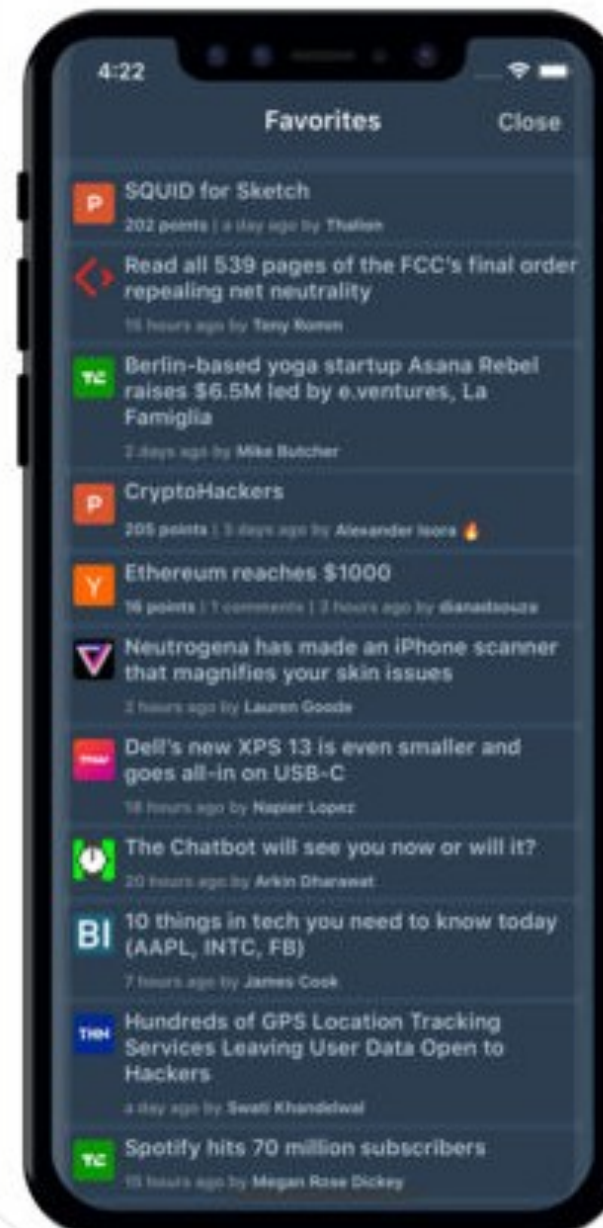 4:22
Favorites
Close
P
SQUID for Sketch
202 points | a day ago by Thalion
Read all 539 pages of the FCC's final order
repealing net neutrality
15 hours ago by Tony Romm
TC
Berlin-based yoga startup Asana Rebel
raises $6.5M led by e.ventures, La
Famiglia
2 days ago by Mike Butcher
P
CryptoHackers
205 points | 3 days ago by Alexander Isora 🔥
Y
Ethereum reaches $1000
16 points | 1 comments | 3 hours ago by dianadsouza
Neutrogena has made an iPhone scanner
that magnifies your skin issues
2 hours ago by Lauren Goode
TNW
Dell's new XPS 13 is even smaller and
goes all-in on USB-C
18 hours ago by Napier Lopez
The Chatbot will see you now or will it?
20 hours ago by Arkin Dharawat
BI
10 things in tech you need to know today
(AAPL, INTC, FB)
7 hours ago by James Cook
THN
Hundreds of GPS Location Tracking
Services Leaving User Data Open to
Hackers
a day ago by Swati Khandelwal
TC
Spotify hits 70 million subscribers
15 hours ago by Megan Rose Dickey